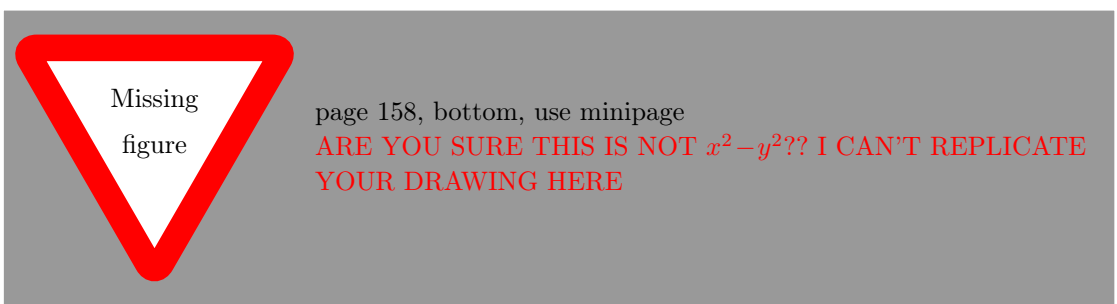 Missing
figure
page 158, bottom, use minipage
ARE YOU SURE THIS IS NOT x²−y²?? I CAN'T REPLICATE
YOUR DRAWING HERE